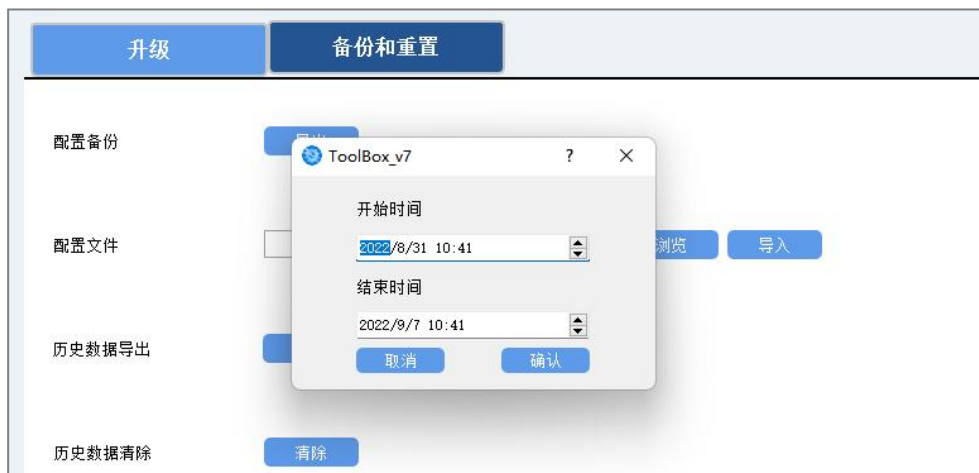 升级
备份和重置
配置备份
ToolBox_v7
?
开始时间
2022/8/31 10:41
配置文件
浏览
导入
结束时间
2022/9/7 10:41
历史数据导出
取消
确认
历史数据清除
清除